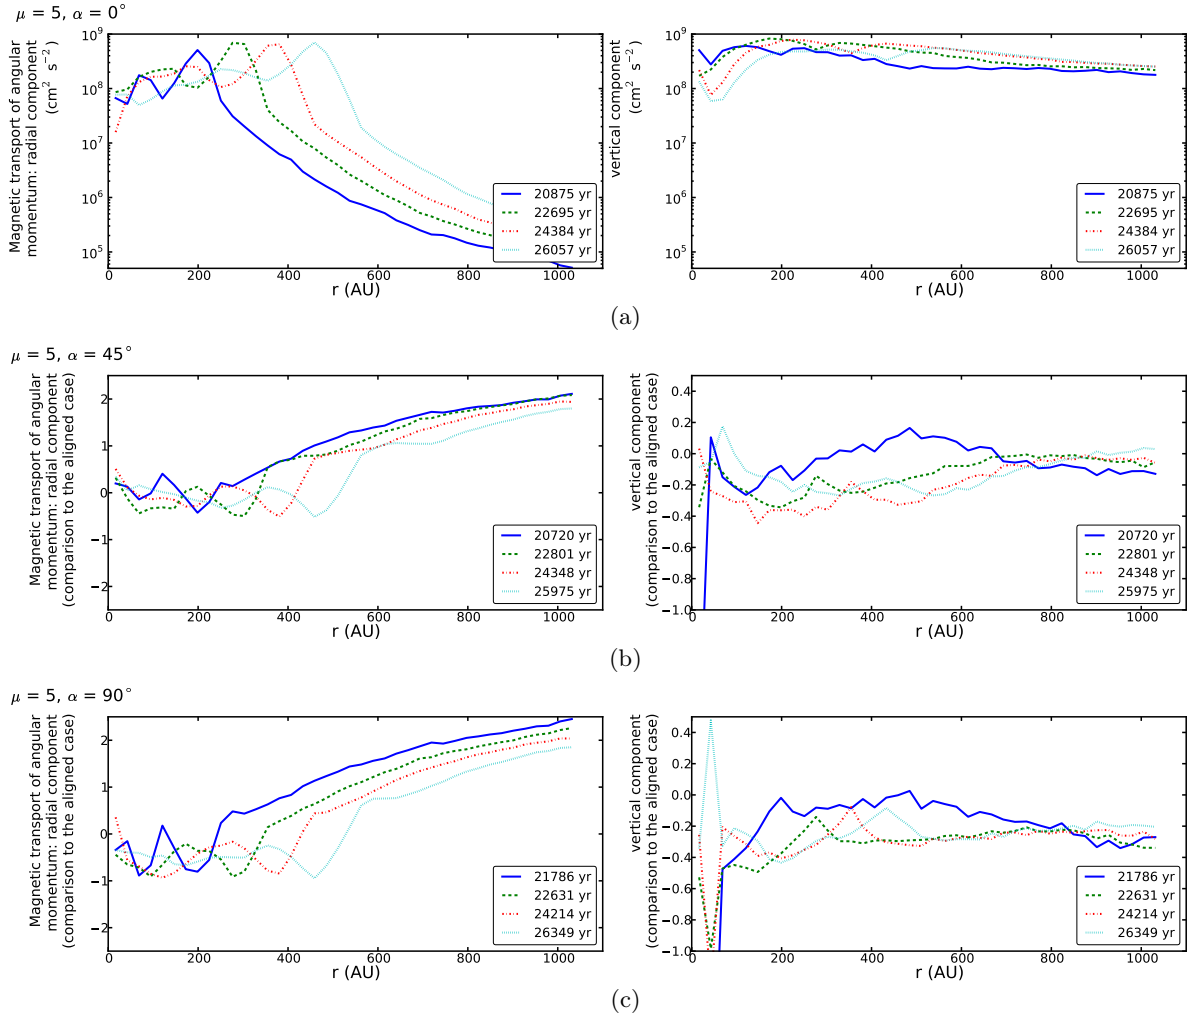 μ = 5, α = 0°
Magnetic transport of angular
momentum: radial component
(cm² s⁻²)
10⁹
10⁸
10⁷
10⁶
10⁵
0 200 400 600 800 1000
r (AU)
20875 yr
22695 yr
24384 yr
26057 yr
vertical component
(cm² s⁻²)
10⁹
10⁸
10⁷
10⁶
10⁵
0 200 400 600 800 1000
r (AU)
20875 yr
22695 yr
24384 yr
26057 yr
(a)
μ = 5, α = 45°
Magnetic transport of angular
momentum: radial component
(comparison to the aligned case)
2
1
0
−1
−2
0 200 400 600 800 1000
r (AU)
20720 yr
22801 yr
24348 yr
25975 yr
vertical component
(comparison to the aligned case)
0.4
0.2
0.0
−0.2
−0.4
−0.6
−0.8
−1.0
0 200 400 600 800 1000
r (AU)
20720 yr
22801 yr
24348 yr
25975 yr
(b)
μ = 5, α = 90°
Magnetic transport of angular
momentum: radial component
(comparison to the aligned case)
2
1
0
−1
−2
0 200 400 600 800 1000
r (AU)
21786 yr
22631 yr
24214 yr
26349 yr
vertical component
(comparison to the aligned case)
0.4
0.2
0.0
−0.2
−0.4
−0.6
−0.8
−1.0
0 200 400 600 800 1000
r (AU)
21786 yr
22631 yr
24214 yr
26349 yr
(c)